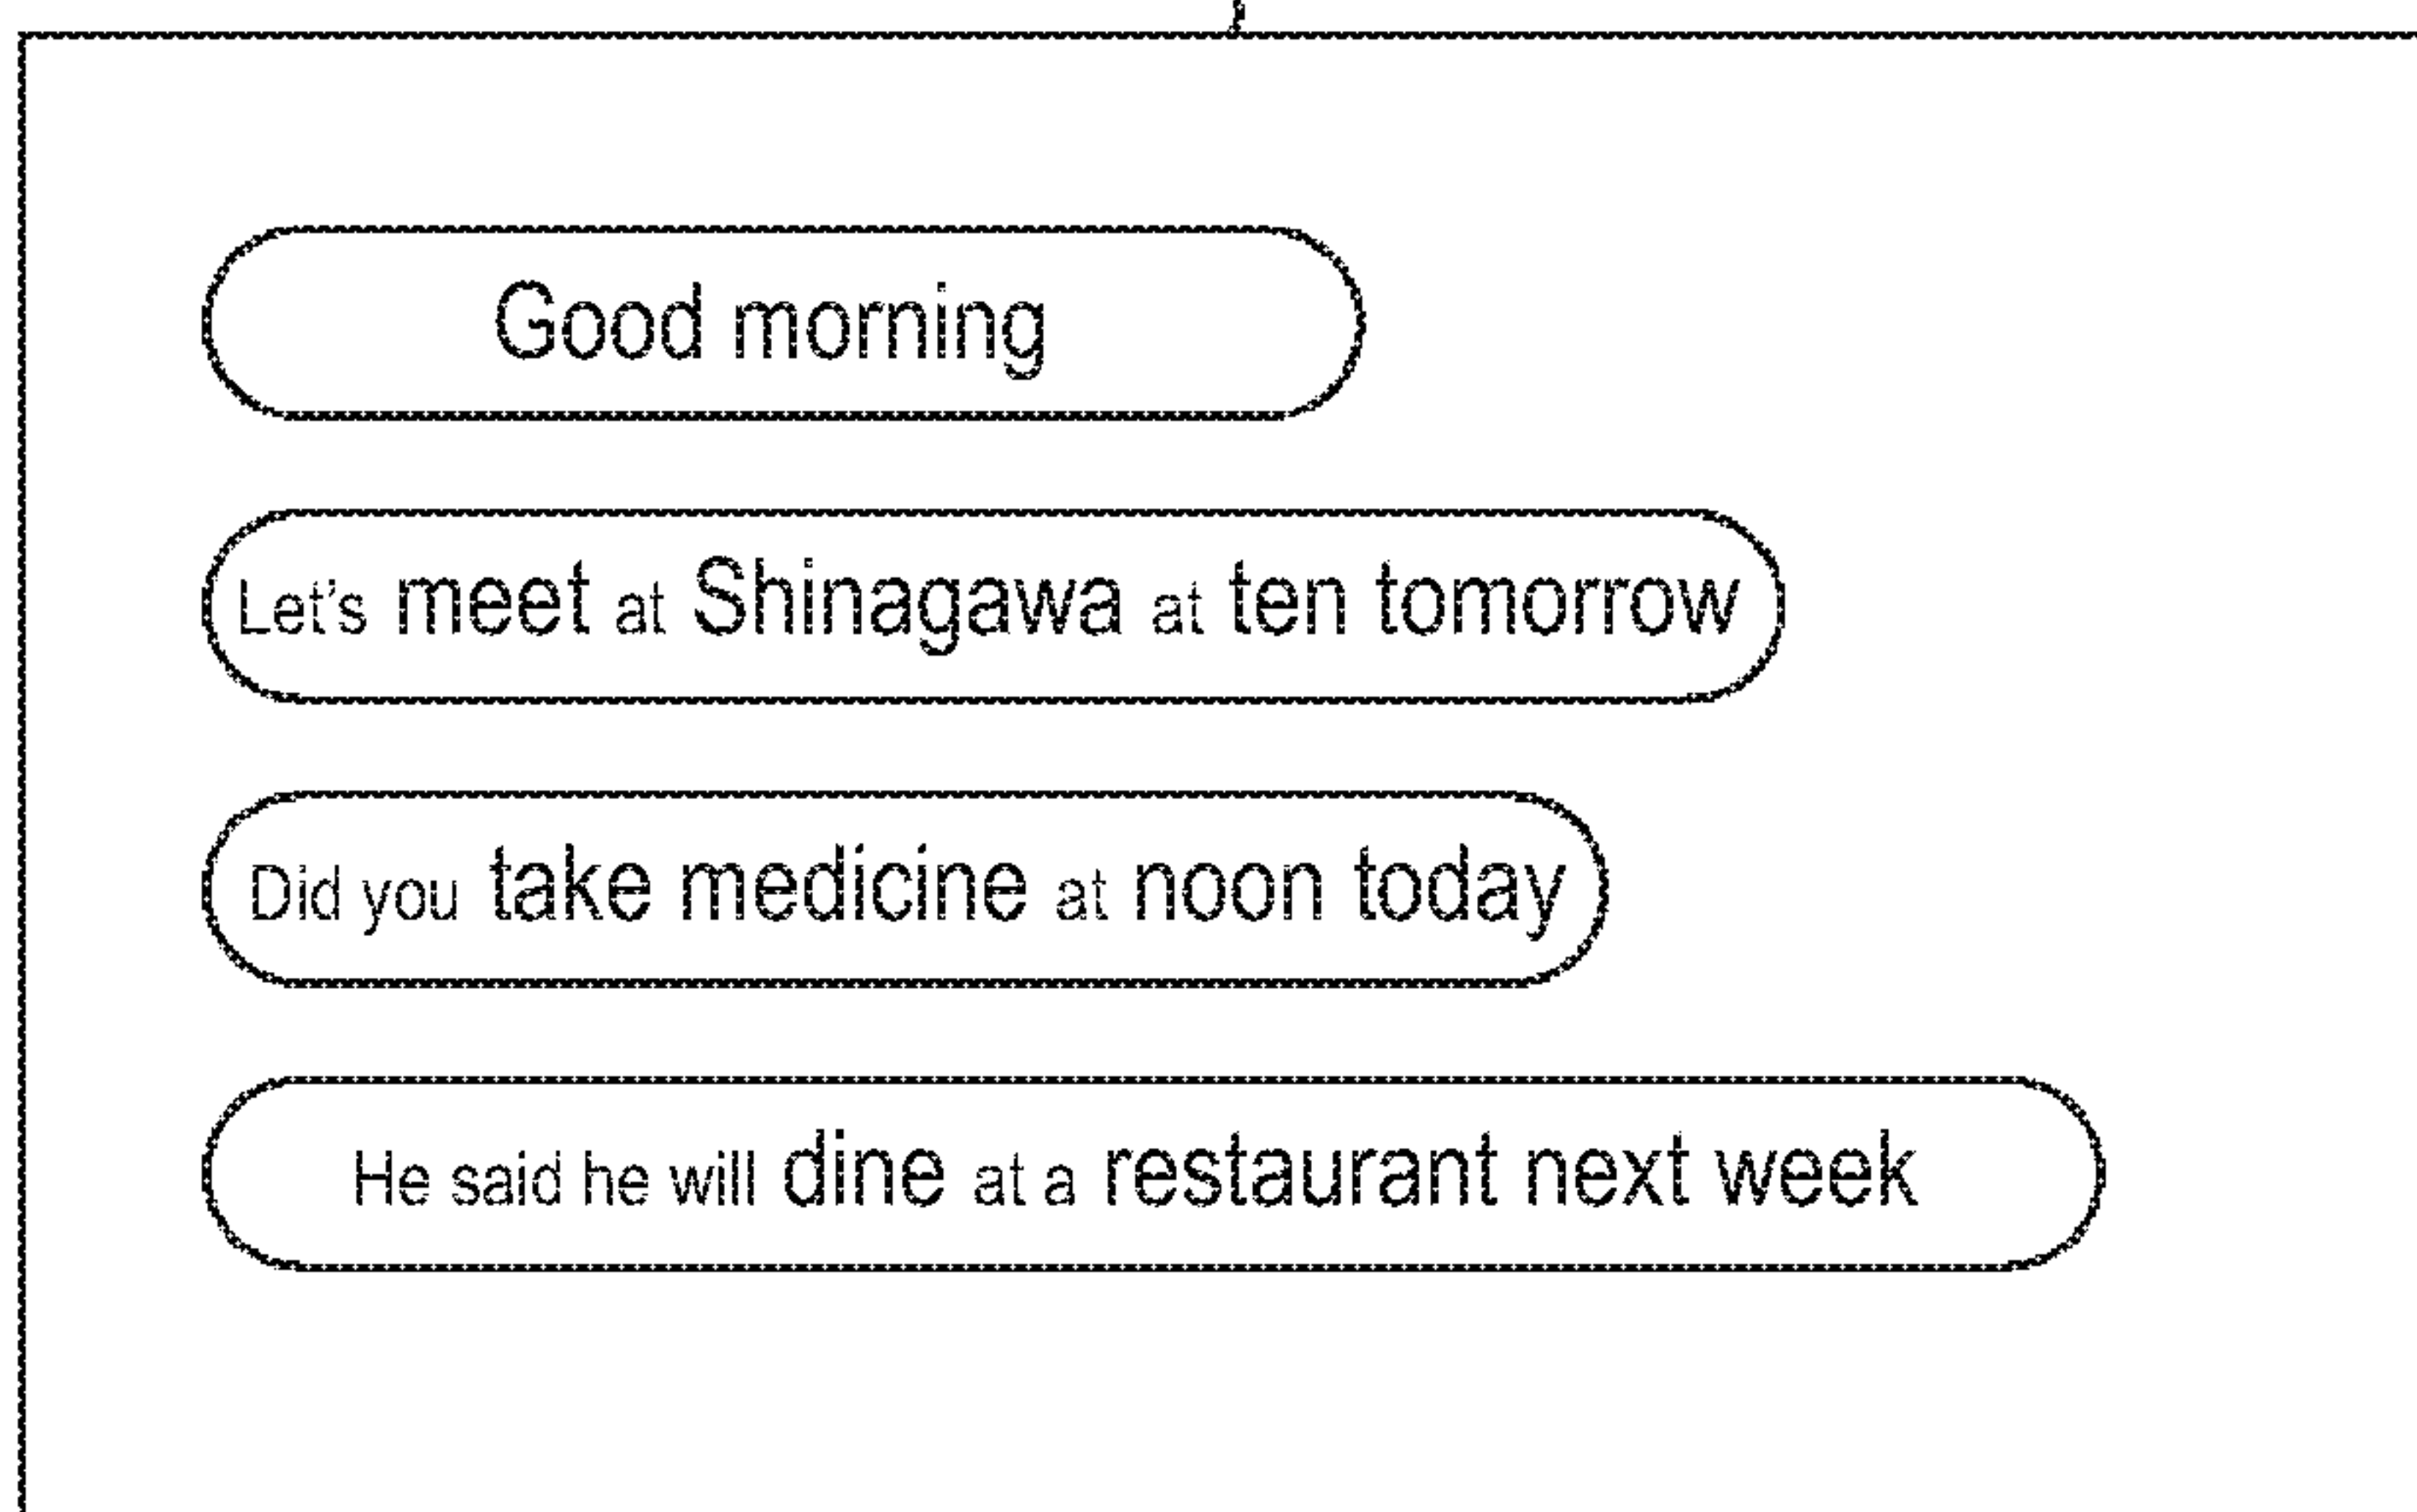 Good morning
Let's meet at Shinagawa at ten tomorrow
Did you take medicine at noon today
He said he will dine at a restaurant next week